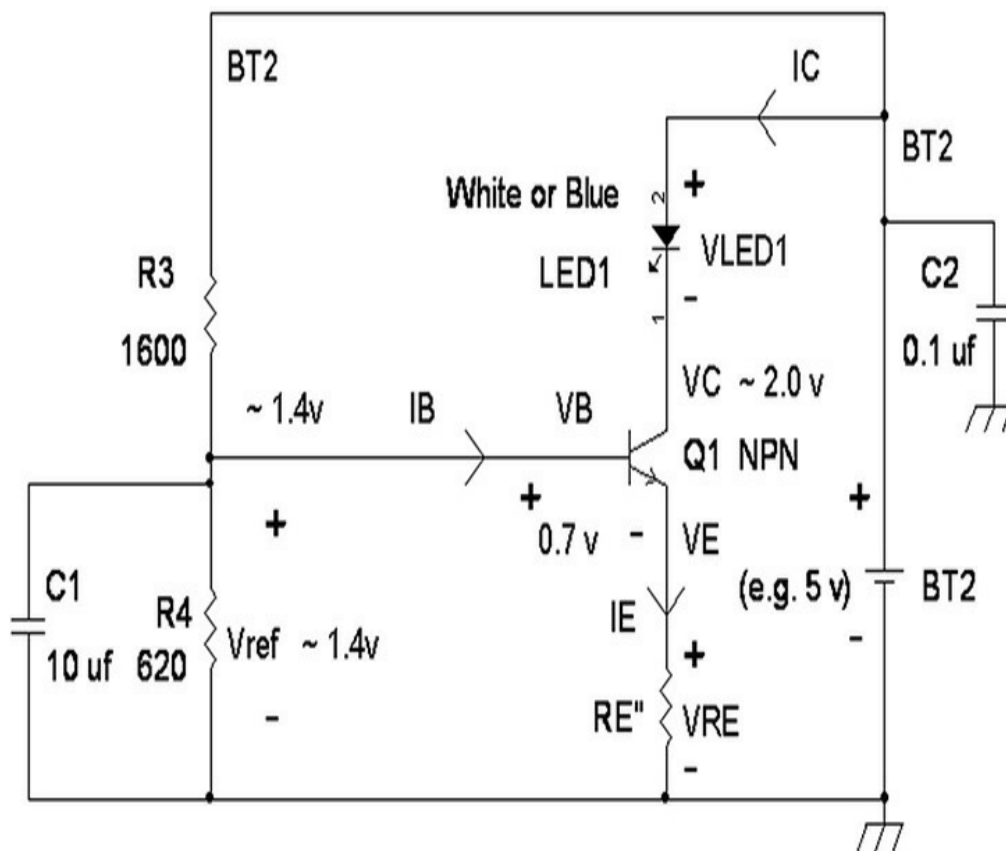 BT2
IC
BT2
White or Blue
+
2
LED1
VLED1
-
1
R3
1600
C2
0.1 uf
~ 1.4v
IB
VB
VC ~ 2.0 v
Q1 NPN
+
0.7 v
-
VE
+
(e.g. 5 v)
BT2
-
C1
10 uf
R4
620
+
Vref ~ 1.4v
-
IE
+
RE"
VRE
-